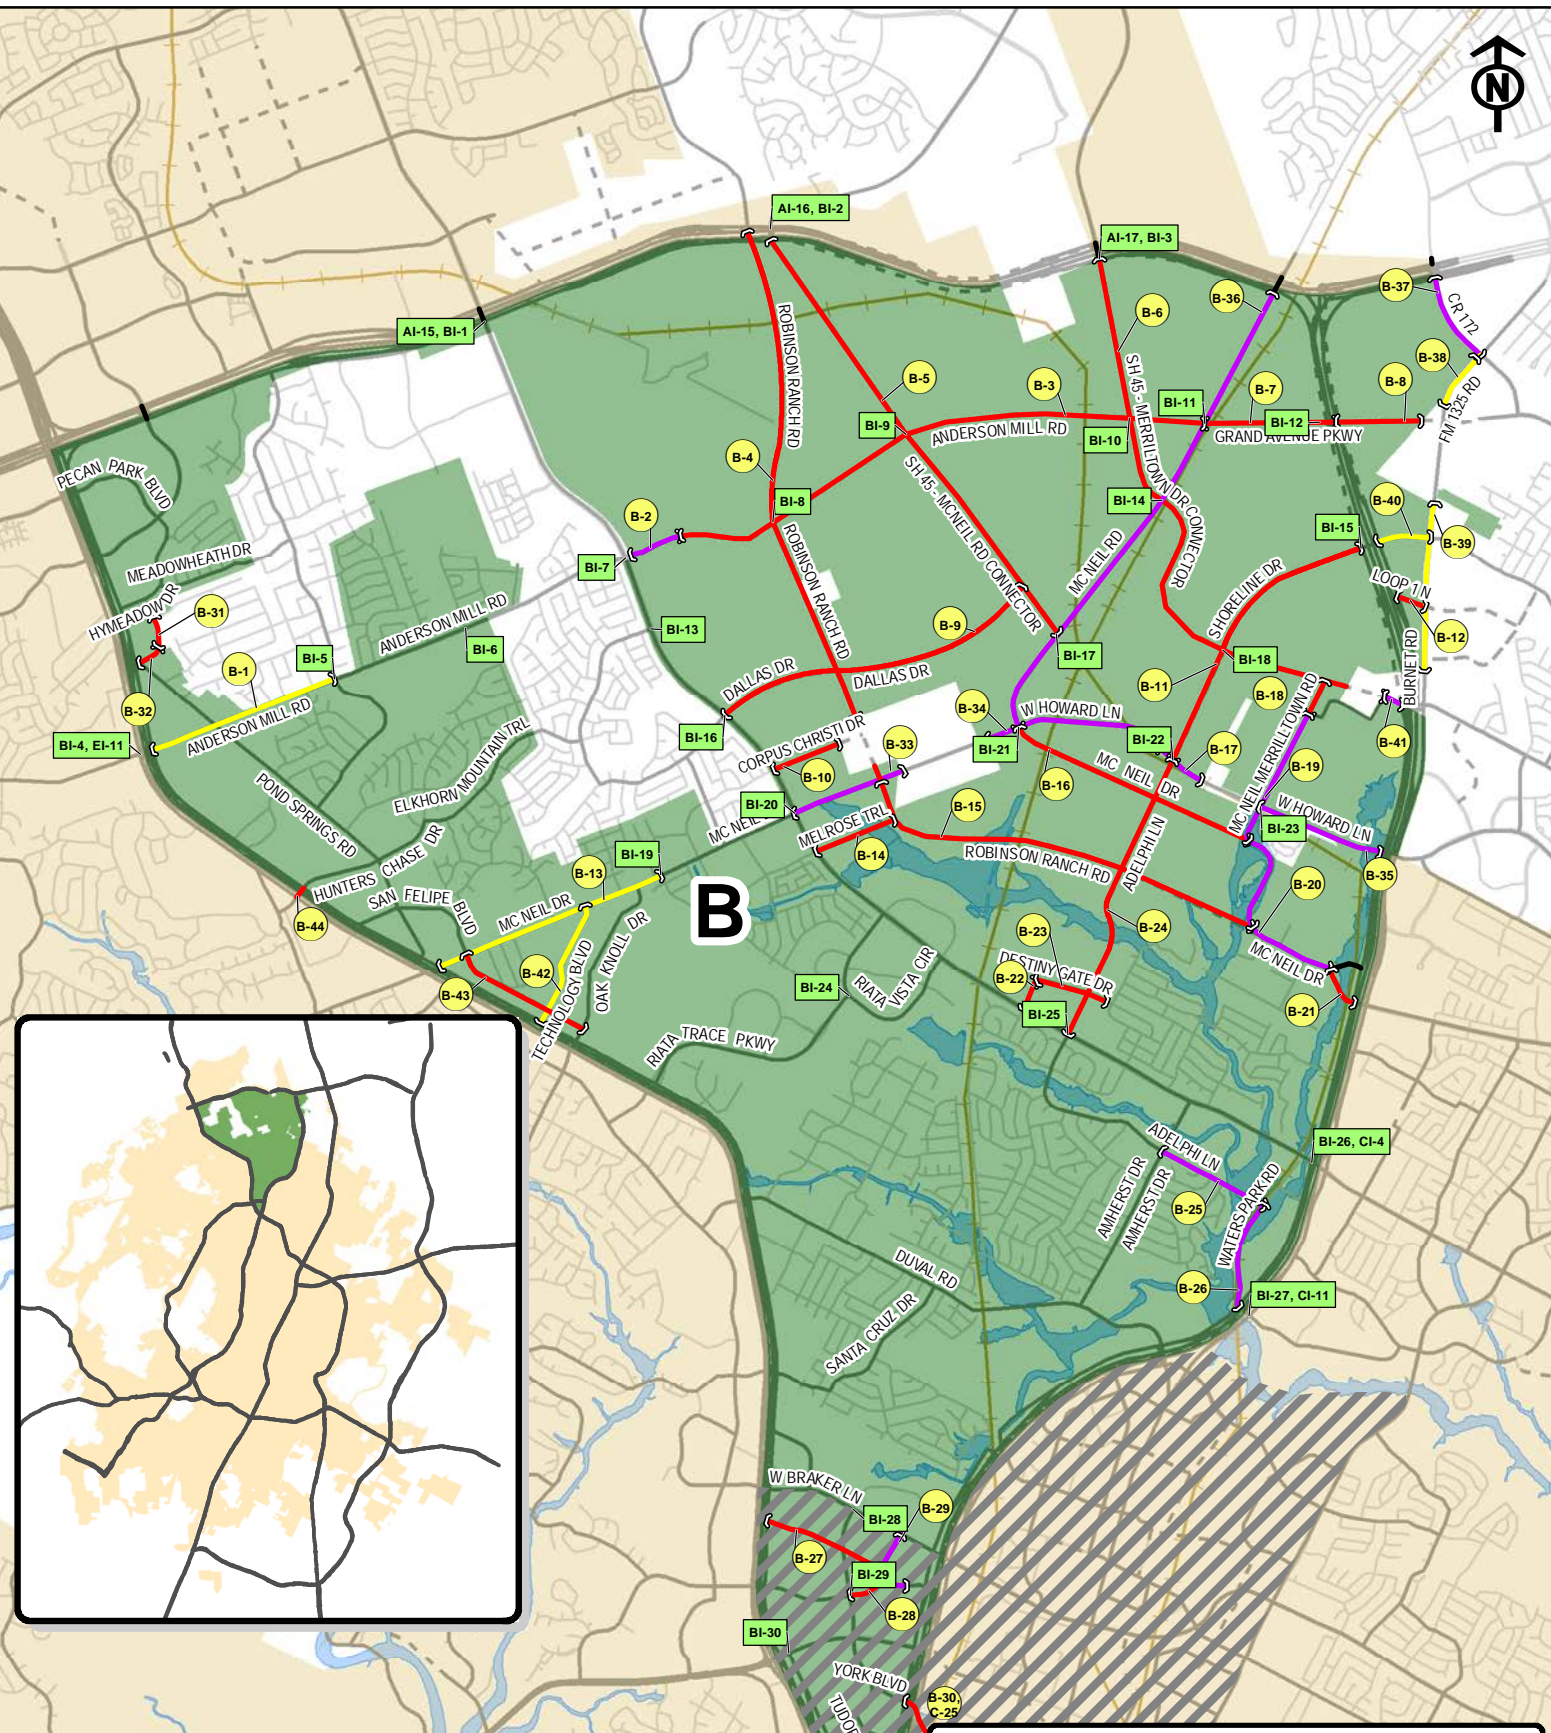 N
AI-16, BI-2
AI-17, BI-3
B-37
B-36
CR 172
B-6
AI-15, BI-1
ROBINSON RANCH RD
B-38
SH 45 - MERRILTOWN DR CONNECTOR
B-5
B-3
B-7
B-8
BI-11
FM 1325 RD
BI-9
ANDERSON MILL RD
BI-10
BI-12
GRAND AVENUE PKWY
B-4
PECAN PARK BLVD
SH 45 - MCNEIL RD CONNECTOR
BI-8
BI-14
B-40
B-2
BI-15
B-39
MEADOWHEATH DR
BI-7
ROBINSON RANCH RD
MC NEIL RD
LOOP 1 N
HYMEADOW DR
B-31
ANDERSON MILL RD
SHORELINE DR
B-9
BI-13
B-12
BI-6
BI-5
BI-17
BI-18
B-1
DALLAS DR
DALLAS DR
B-11
B-18
BURNET RD
B-32
ANDERSON MILL RD
B-34
W HOWARD LN
MC NEIL MERRILLTOWN RD
BI-4, EI-11
BI-16
CORPUS CHRISTI DR
B-33
BI-21
BI-22
B-17
B-41
ELKHORN MOUNTAIN TRL
B-10
B-16
MC NEIL DR
B-19
POND SPRINGS RD
BI-20
B-15
W HOWARD LN
MC NEIL
MELROSE TRL
BI-23
HUNTERS CHASE DR
BI-19
B-14
ROBINSON RANCH RD
ADELPHI LN
B-35
B-13
B-20
SAN FELIPE BLVD
MC NEIL DR
B
B-44
OAK KNOLL DR
B-23
B-24
B-42
TECHNOLOGY BLVD
DESTINY GATE DR
MC NEIL DR
B-22
BI-24
RIATA VISTA CIR
B-43
BI-25
B-21
RIATA TRACE PKWY
ADELPHI LN
BI-26, CI-4
AMHERST DR
AMHERST DR
B-25
WATERS PARK RD
DUVAL RD
B-26
BI-27, CI-11
SANTA CRUZ DR
W BRAKER LN
B-29
BI-28
B-27
BI-29
B-28
BI-30
YORK BLVD
B-30,
C-25
TUDOR